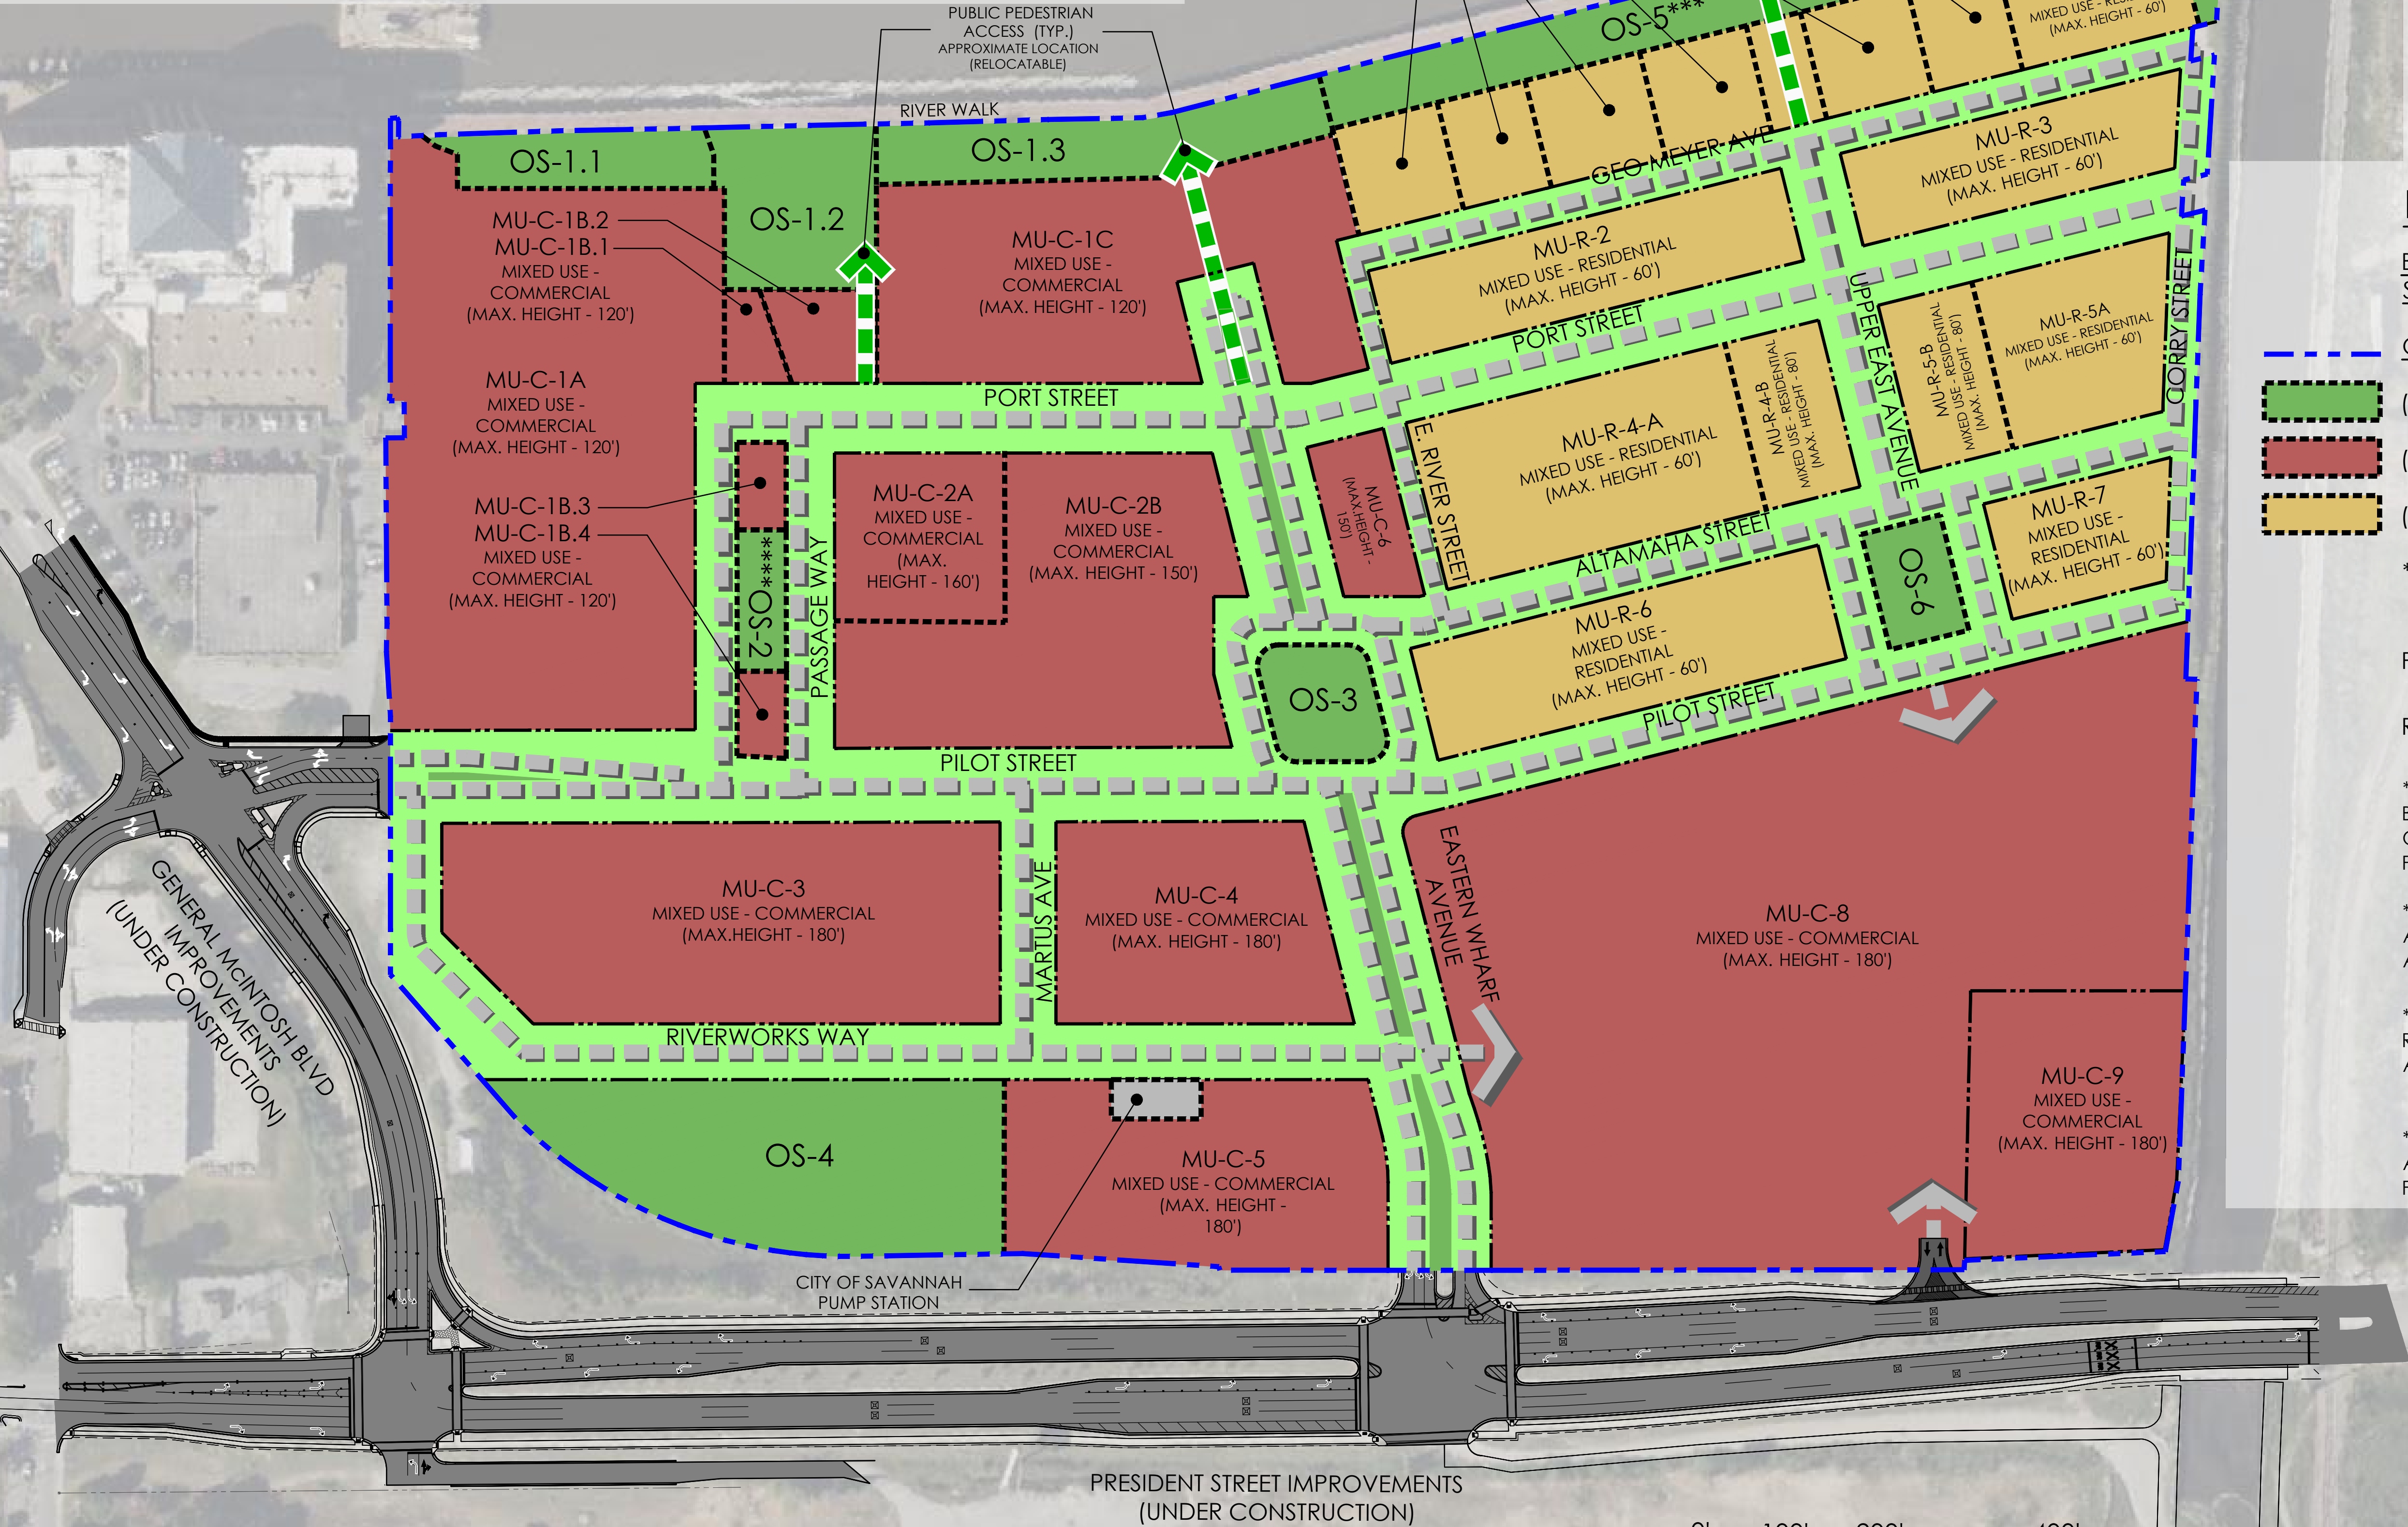 PUBLIC PEDESTRIAN
ACCESS (TYP.)
APPROXIMATE LOCATION
(RELOCATABLE)
OS-5***
MIXED USE -
(MAX. HEIGHT - 60')
RIVER WALK
OS-1.1
OS-1.2
OS-1.3
MU-C-1B.2
MU-C-1B.1
MIXED USE -
COMMERCIAL
(MAX. HEIGHT - 120')
MU-C-1C
MIXED USE -
COMMERCIAL
(MAX. HEIGHT - 120')
GEO MEYER AVE
MU-R-3
MIXED USE - RESIDENTIAL
(MAX. HEIGHT - 60')
MU-R-2
MIXED USE - RESIDENTIAL
(MAX. HEIGHT - 60')
MU-C-1A
MIXED USE -
COMMERCIAL
(MAX. HEIGHT - 120')
PORT STREET
PORT STREET
UPPER EAST AVENUE
MU-R-5-B
MIXED USE - RESIDENTIAL
(MAX. HEIGHT - 80')
MU-R-5A
MIXED USE - RESIDENTIAL
(MAX. HEIGHT - 60')
CORRY STREET
MU-C-1B.3
MU-C-1B.4
MIXED USE -
COMMERCIAL
(MAX. HEIGHT - 120')
****OS-2
PASSAGE WAY
MU-C-2A
MIXED USE -
COMMERCIAL
(MAX.
HEIGHT - 160')
MU-C-2B
MIXED USE -
COMMERCIAL
(MAX. HEIGHT - 150')
MU-C-6
(MAX.HEIGHT -
150')
E. RIVER STREET
MU-R-4-A
MIXED USE - RESIDENTIAL
(MAX. HEIGHT - 60')
MU-R-4-B
MIXED USE - RESIDENTIAL
(MAX. HEIGHT - 80')
ALTAMAHA STREET
OS-6
MU-R-7
MIXED USE -
RESIDENTIAL
(MAX. HEIGHT - 60')
MU-R-6
MIXED USE -
RESIDENTIAL
(MAX. HEIGHT - 60')
OS-3
PILOT STREET
PILOT STREET
GENERAL McINTOSH BLVD
IMPROVEMENTS
(UNDER CONSTRUCTION)
MU-C-3
MIXED USE - COMMERCIAL
(MAX.HEIGHT - 180')
MARTUS AVE
MU-C-4
MIXED USE - COMMERCIAL
(MAX. HEIGHT - 180')
EASTERN WHARF
AVENUE
MU-C-8
MIXED USE - COMMERCIAL
(MAX. HEIGHT - 180')
RIVERWORKS WAY
MU-C-9
MIXED USE -
COMMERCIAL
(MAX. HEIGHT - 180')
OS-4
MU-C-5
MIXED USE - COMMERCIAL
(MAX. HEIGHT -
180')
CITY OF SAVANNAH
PUMP STATION
PRESIDENT STREET IMPROVEMENTS
(UNDER CONSTRUCTION)